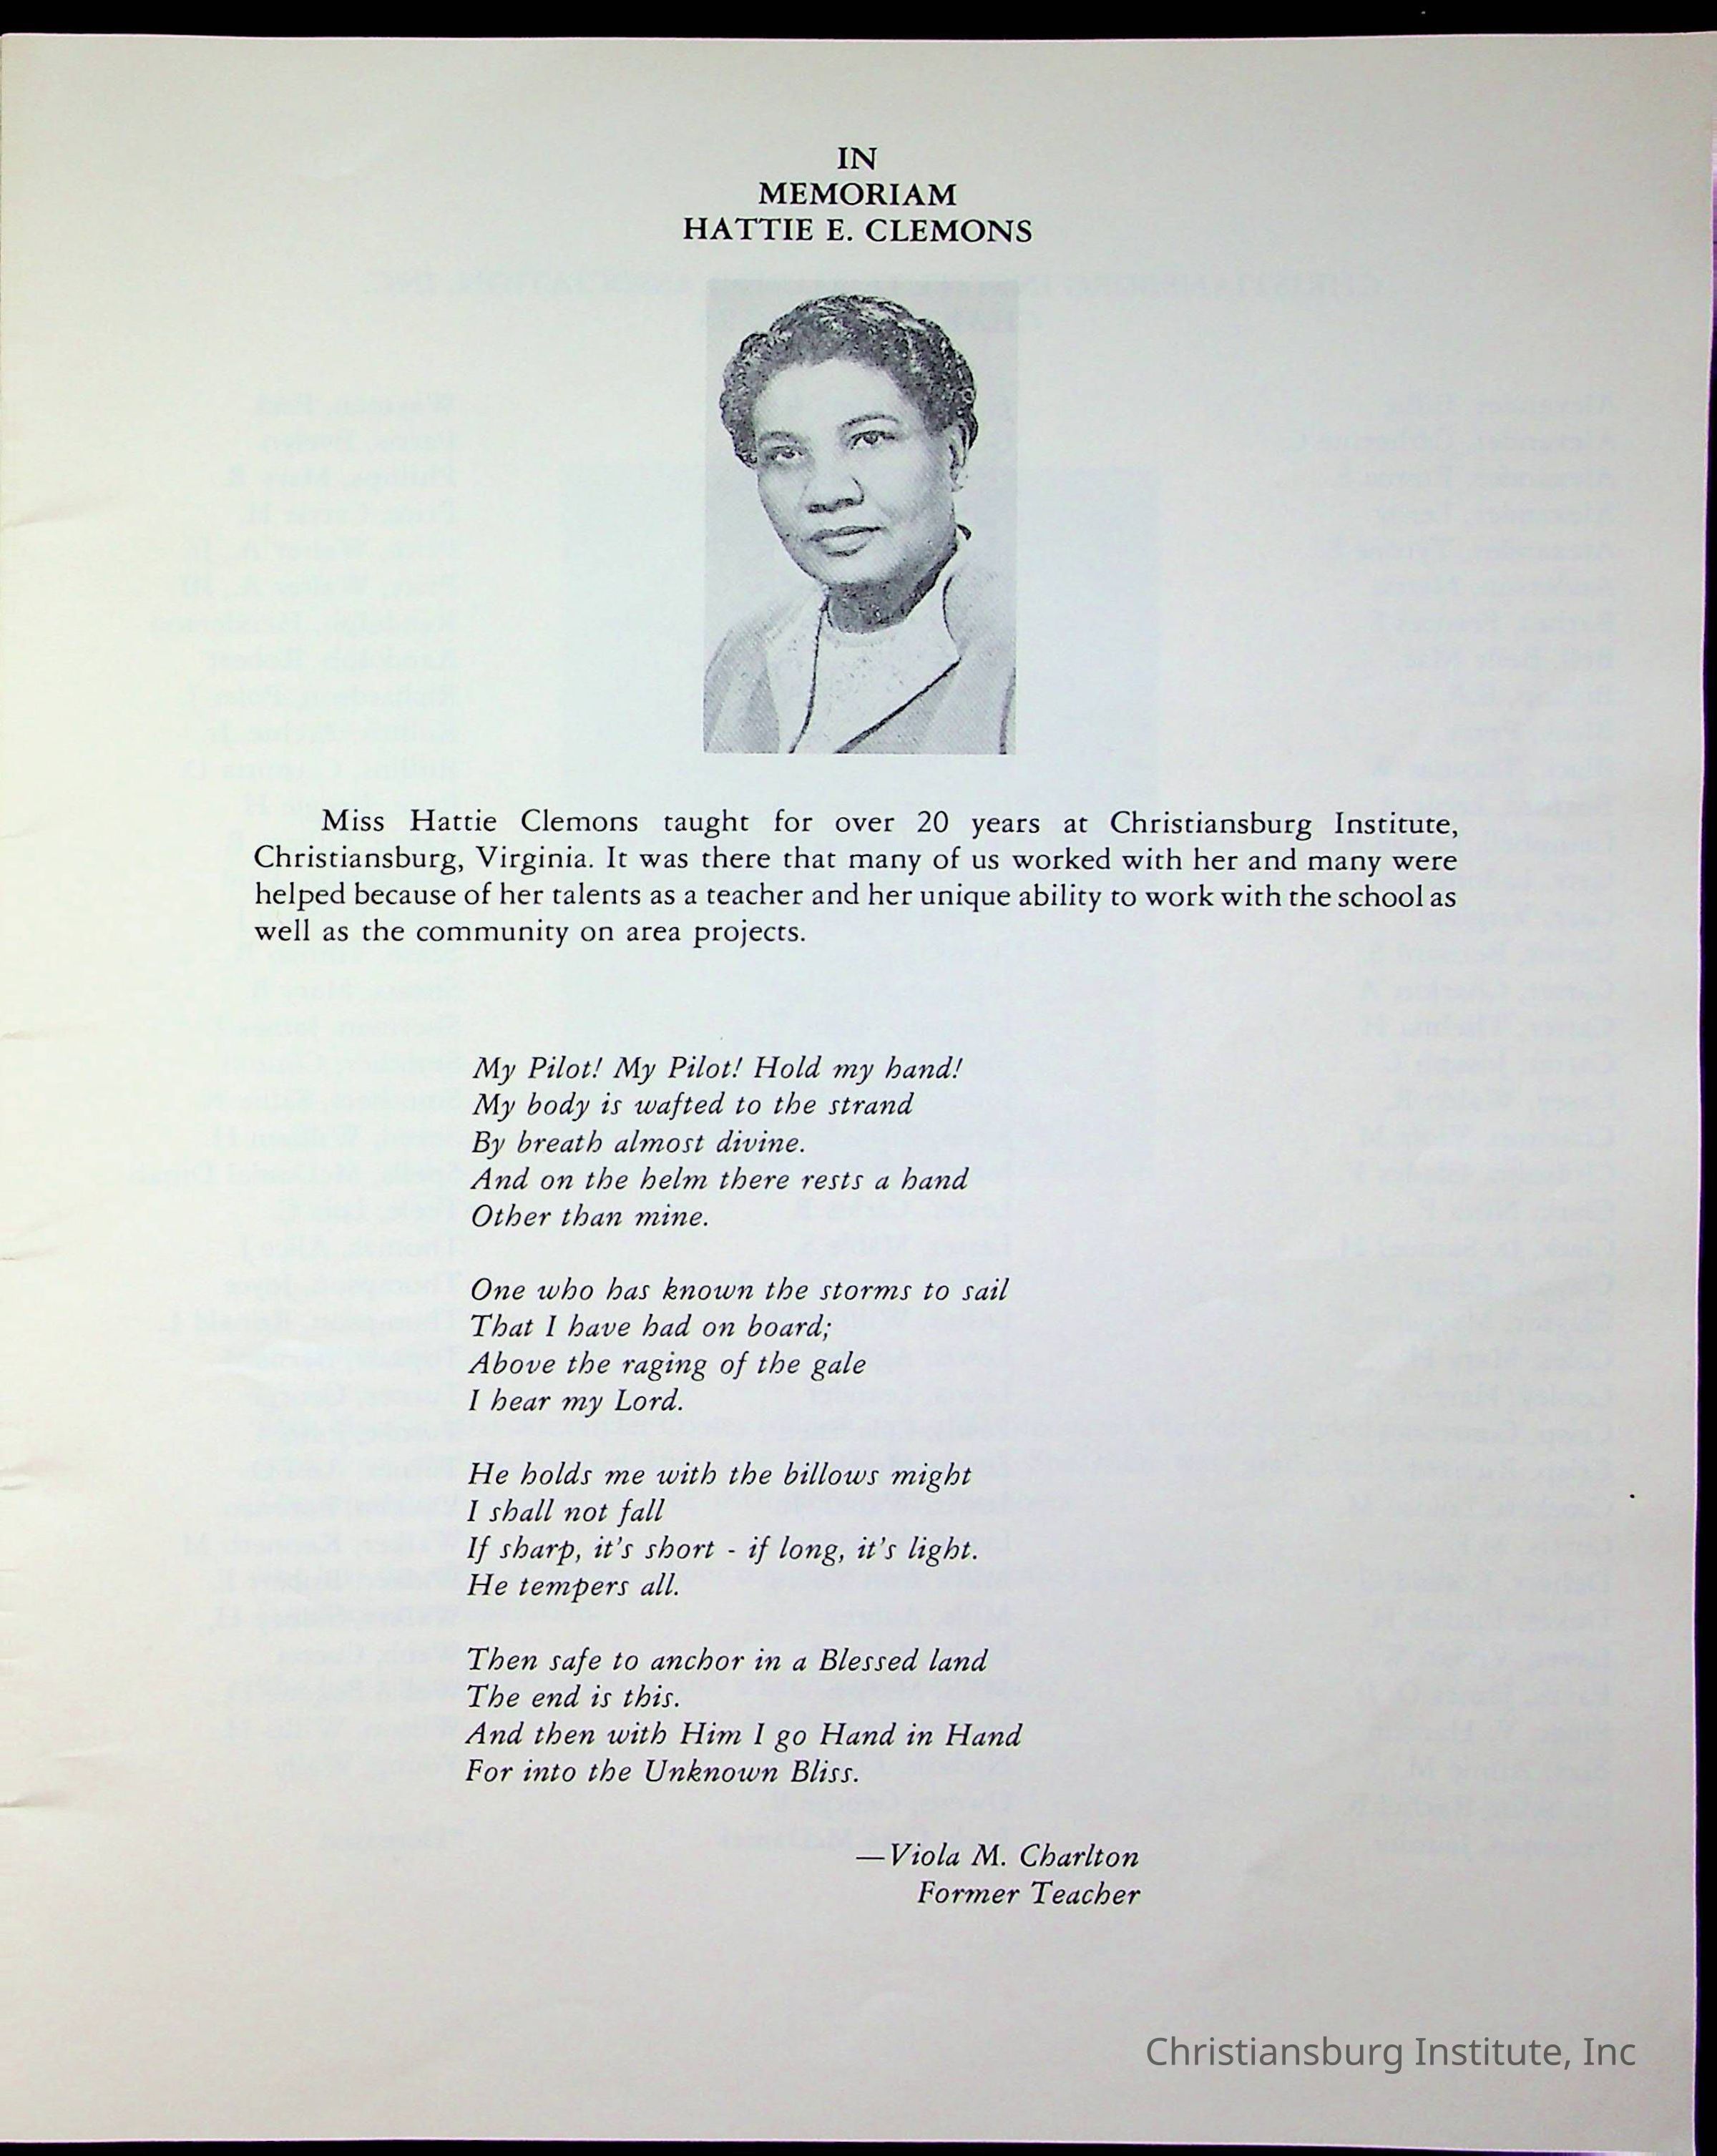 IN
MEMORIAM
HATTIE E. CLEMONS
Miss Hattie Clemons taught for over 20 years at Christiansburg Institute,
Christiansburg, Virginia. It was there that many of us worked with her and many were
helped because of her talents as a teacher and her unique ability to work with the school as
well as the community on area projects.
My Pilot! My Pilot! Hold my hand!
My body is wafted to the strand
By breath almost divine.
And on the helm there rests a hand
Other than mine.
One who has known the storms to sail
That I have had on board;
Above the raging of the gale
I hear my Lord.
He holds me with the billows might
I shall not fall
If sharp, it's short - if long, it's light.
He tempers all.
Then safe to anchor in a Blessed land
The end is this.
And then with Him I go Hand in Hand
For into the Unknown Bliss.
—Viola M. Charlton
Former Teacher
Christiansburg Institute, Inc